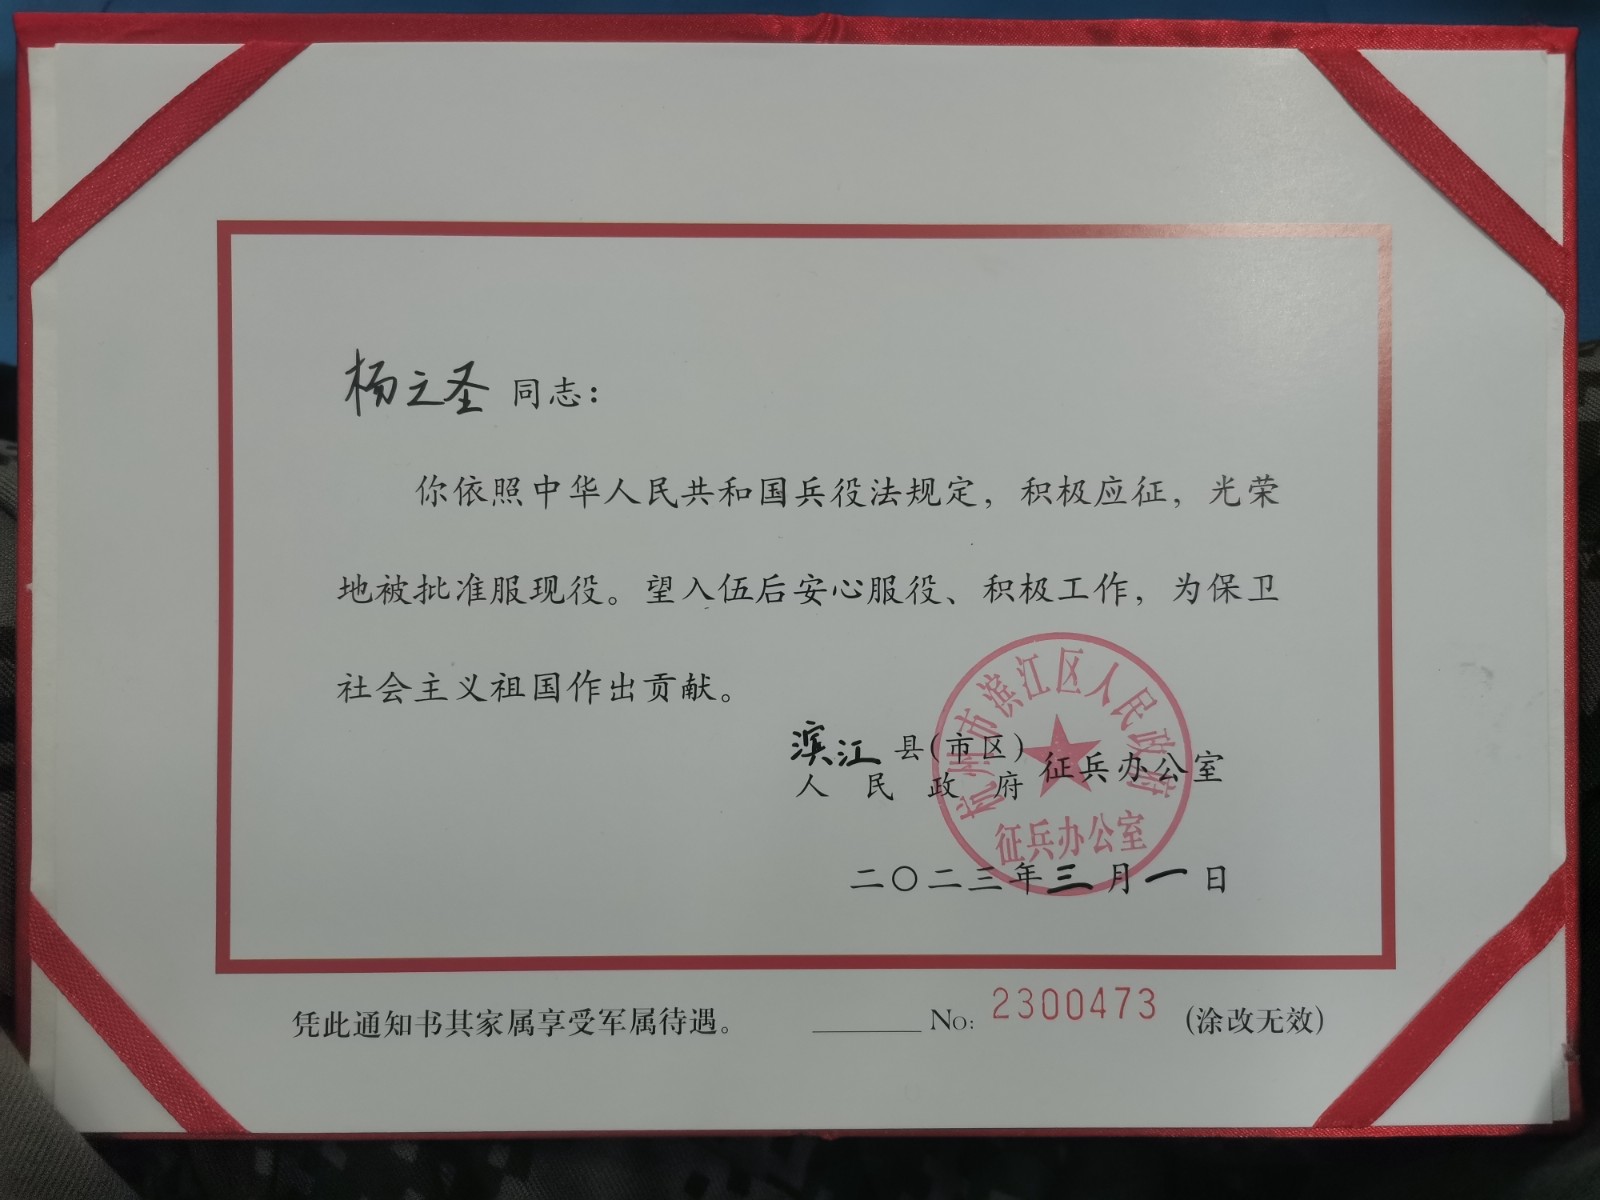 杨之圣 同志：
你依照中华人民共和国兵役法规定，积极应征，光荣
地被批准服现役。望入伍后安心服役、积极工作，为保卫
社会主义祖国作出贡献。
滨江 县(市区)
人民政府 征兵办公室
杭州市滨江区人民政府
征兵办公室
二〇二三年三月一日
凭此通知书其家属享受军属待遇。 ______ No: 2300473 (涂改无效)